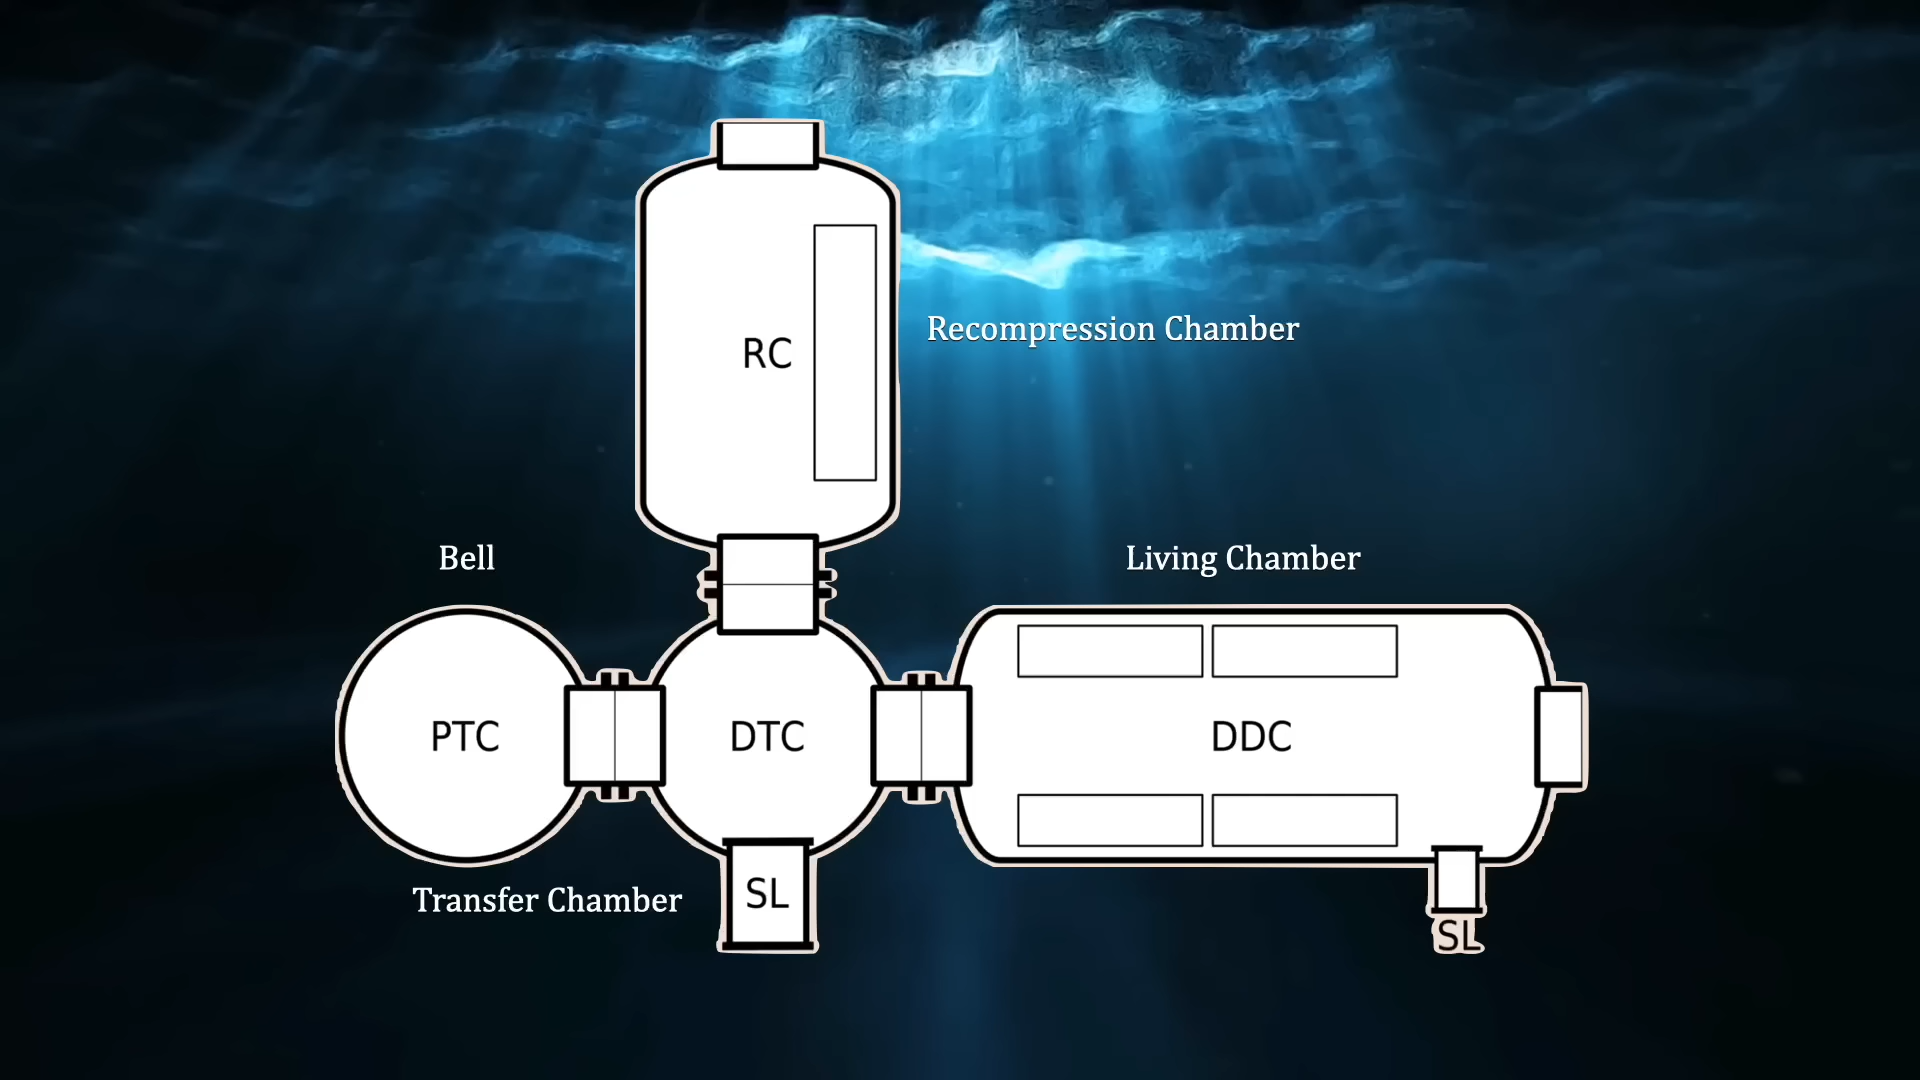 RC
Recompression Chamber
Bell
Living Chamber
PTC
DTC
DDC
Transfer Chamber
SL
SL